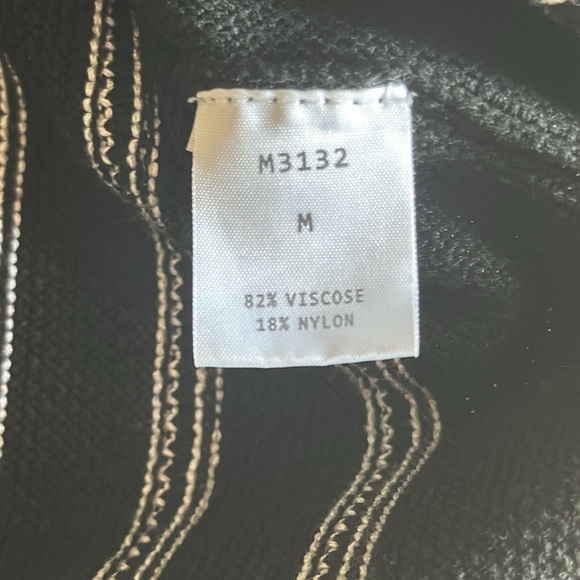 M3132
M
82% VISCOSE
18% NYLON